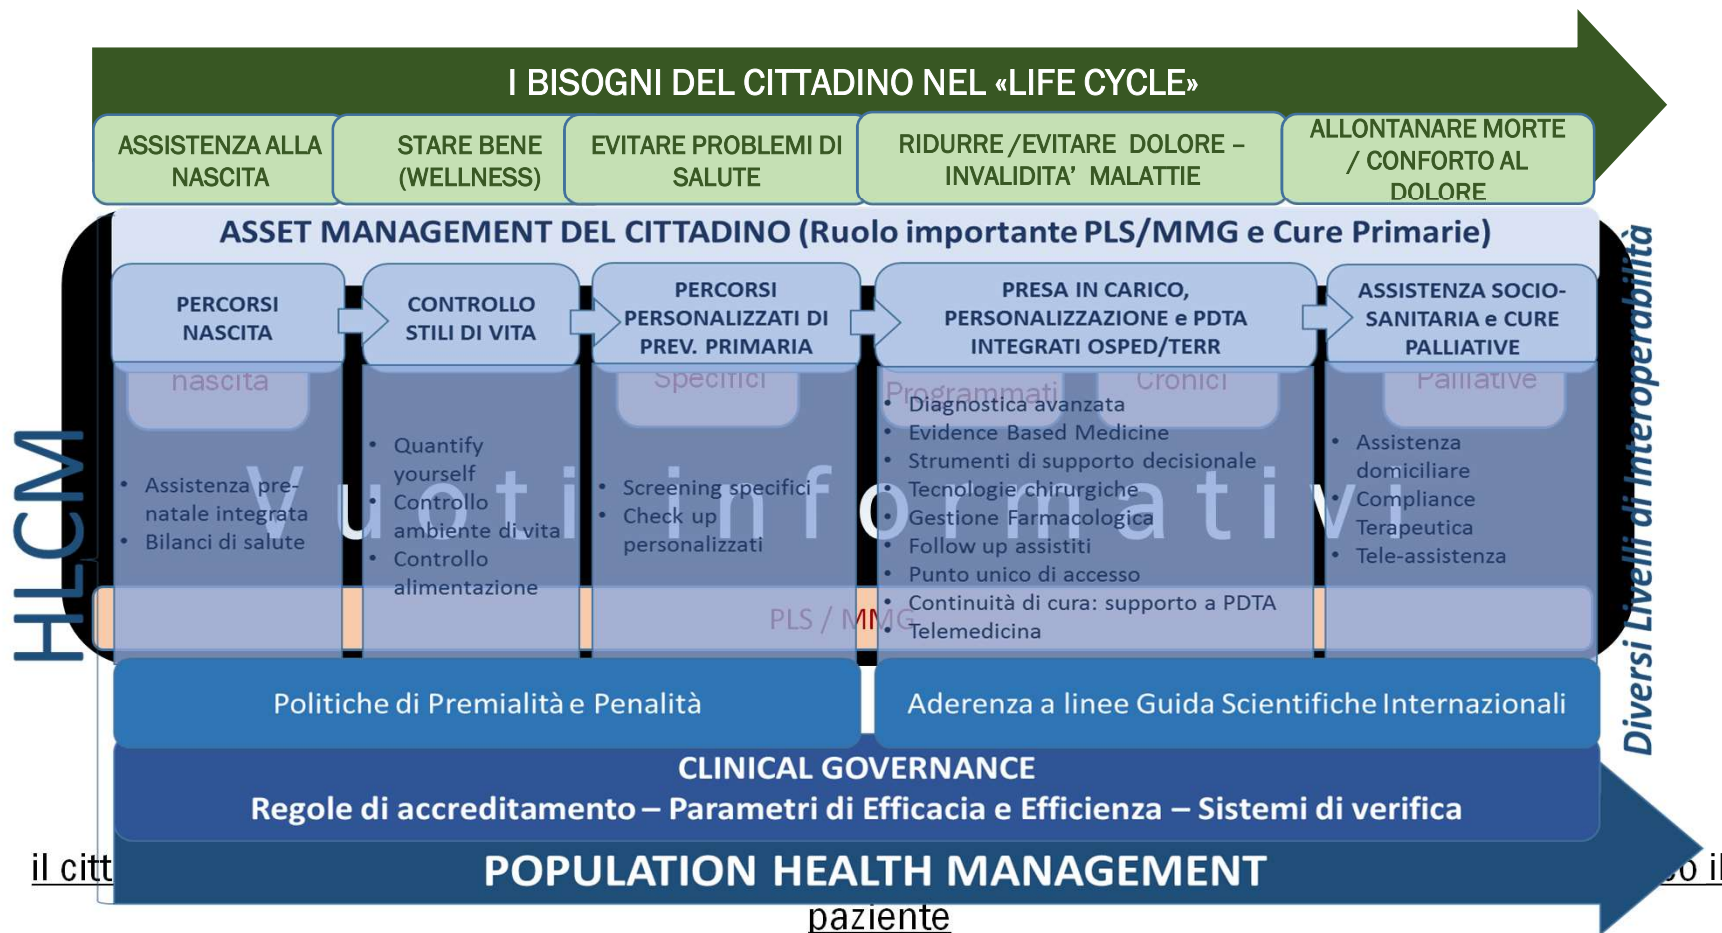 I BISOGNI DEL CITTADINO NEL «LIFE CYCLE»
ASSISTENZA ALLA
NASCITA
STARE BENE
(WELLNESS)
EVITARE PROBLEMI DI
SALUTE
RIDURRE /EVITARE DOLORE –
INVALIDITA' MALATTIE
ALLONTANARE MORTE
/ CONFORTO AL
DOLORE
ASSET MANAGEMENT DEL CITTADINO (Ruolo importante PLS/MMG e Cure Primarie)
PERCORSI
NASCITA
CONTROLLO
STILI DI VITA
PERCORSI
PERSONALIZZATI DI
PREV. PRIMARIA
PRESA IN CARICO,
PERSONALIZZAZIONE e PDTA
INTEGRATI OSPED/TERR
ASSISTENZA SOCIO-
SANITARIA e CURE
PALLIATIVE
nascita
Specifici
Programmati
Cronici
Palliative
• Assistenza pre-
natale integrata
• Bilanci di salute
• Quantify
yourself
• Controllo
ambiente di vita
• Controllo
alimentazione
• Screening specifici
• Check up
personalizzati
• Diagnostica avanzata
• Evidence Based Medicine
• Strumenti di supporto decisionale
• Tecnologie chirurgiche
• Gestione Farmacologica
• Follow up assistiti
• Punto unico di accesso
• Continuità di cura: supporto a PDTA
• Telemedicina
• Assistenza
domiciliare
• Compliance
Terapeutica
• Tele-assistenza
Vuoti informativi
PLS / MMG
HLCM
Diversi Livelli di Interoperabilità
Politiche di Premialità e Penalità
Aderenza a linee Guida Scientifiche Internazionali
CLINICAL GOVERNANCE
Regole di accreditamento – Parametri di Efficacia e Efficienza – Sistemi di verifica
POPULATION HEALTH MANAGEMENT
il citt
il
paziente